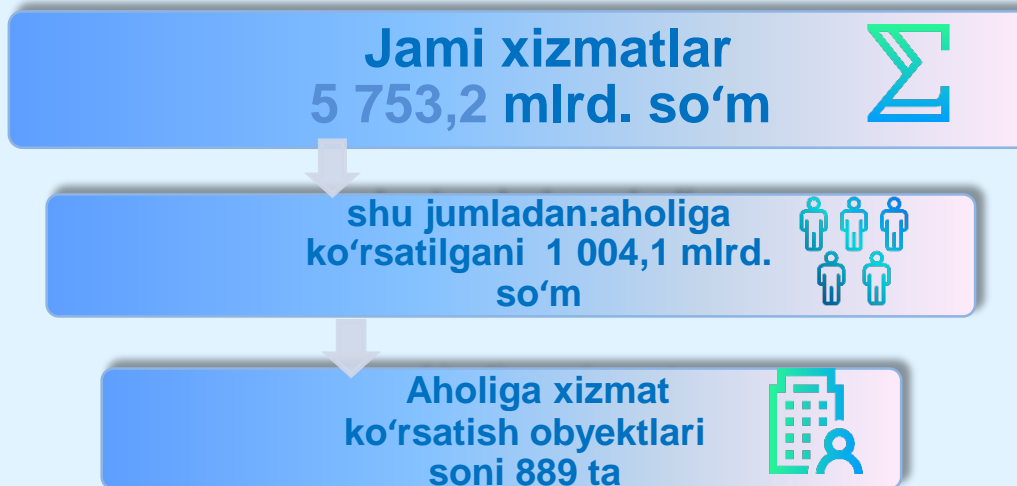 Jami xizmatlar
5 753,2 mlrd. so‘m
shu jumladan:aholiga
ko‘rsatilgani 1 004,1 mlrd.
so‘m
Aholiga xizmat
ko‘rsatish obyektlari
soni 889 ta